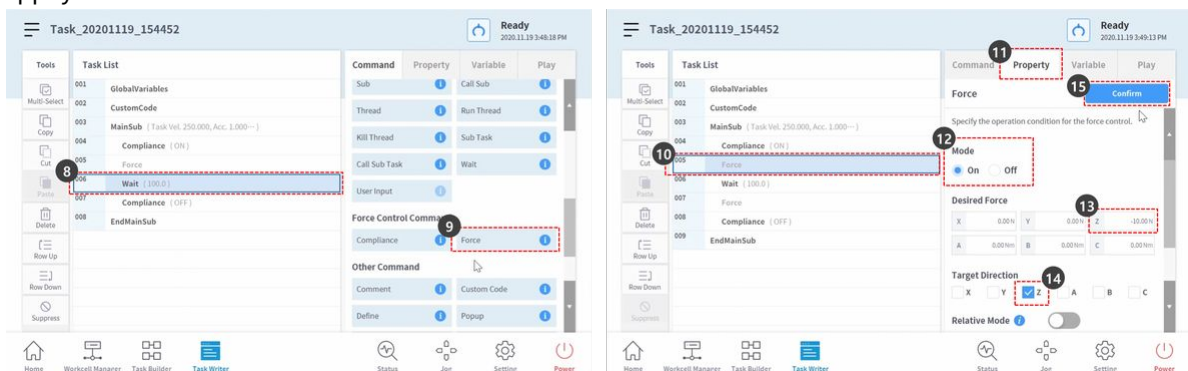 Task_20201119_154452
Ready
2020.11.19 3:48:18 PM
Tools
Task List
Command Property Variable Play
Multi-Select
Copy
Cut
Paste
Delete
Row Up
Row Down
Suppress
001 GlobalVariables
002 CustomCode
003 MainSub ( Task Vel. 250.000, Acc. 1.000··· )
004 Compliance ( ON )
005 Force
006 Wait ( 100.0 )
007 Compliance ( OFF )
008 EndMainSub
8
Sub Call Sub
Thread Run Thread
Kill Thread Sub Task
Call Sub Task Wait
User Input
Force Control
9
Compliance Force
Other Command
Comment Custom Code
Define Popup
Home Workcell Manager Task Builder Task Writer Status Jog Setting Power
Task_20201119_154452
Ready
2020.11.19 3:49:13 PM
Tools
Task List
11
Command Property Variable Play
Multi-Select
Copy
Cut
Paste
Delete
Row Up
Row Down
Suppress
001 GlobalVariables
002 CustomCode
003 MainSub ( Task Vel. 250.000, Acc. 1.000··· )
004 Compliance ( ON )
10
005 Force
006 Wait ( 100.0 )
007 Force
008 Compliance ( OFF )
009 EndMainSub
15
Force Confirm
Specify the operation condition for the force control.
12
Mode
On Off
Desired Force
13
X 0.00 N Y 0.00 N Z -10.00 N
A 0.00 Nm B 0.00 Nm C 0.00 Nm
Target Direction
14
X Y Z A B C
Relative Mode
Home Workcell Manager Task Builder Task Writer Status Jog Setting Power